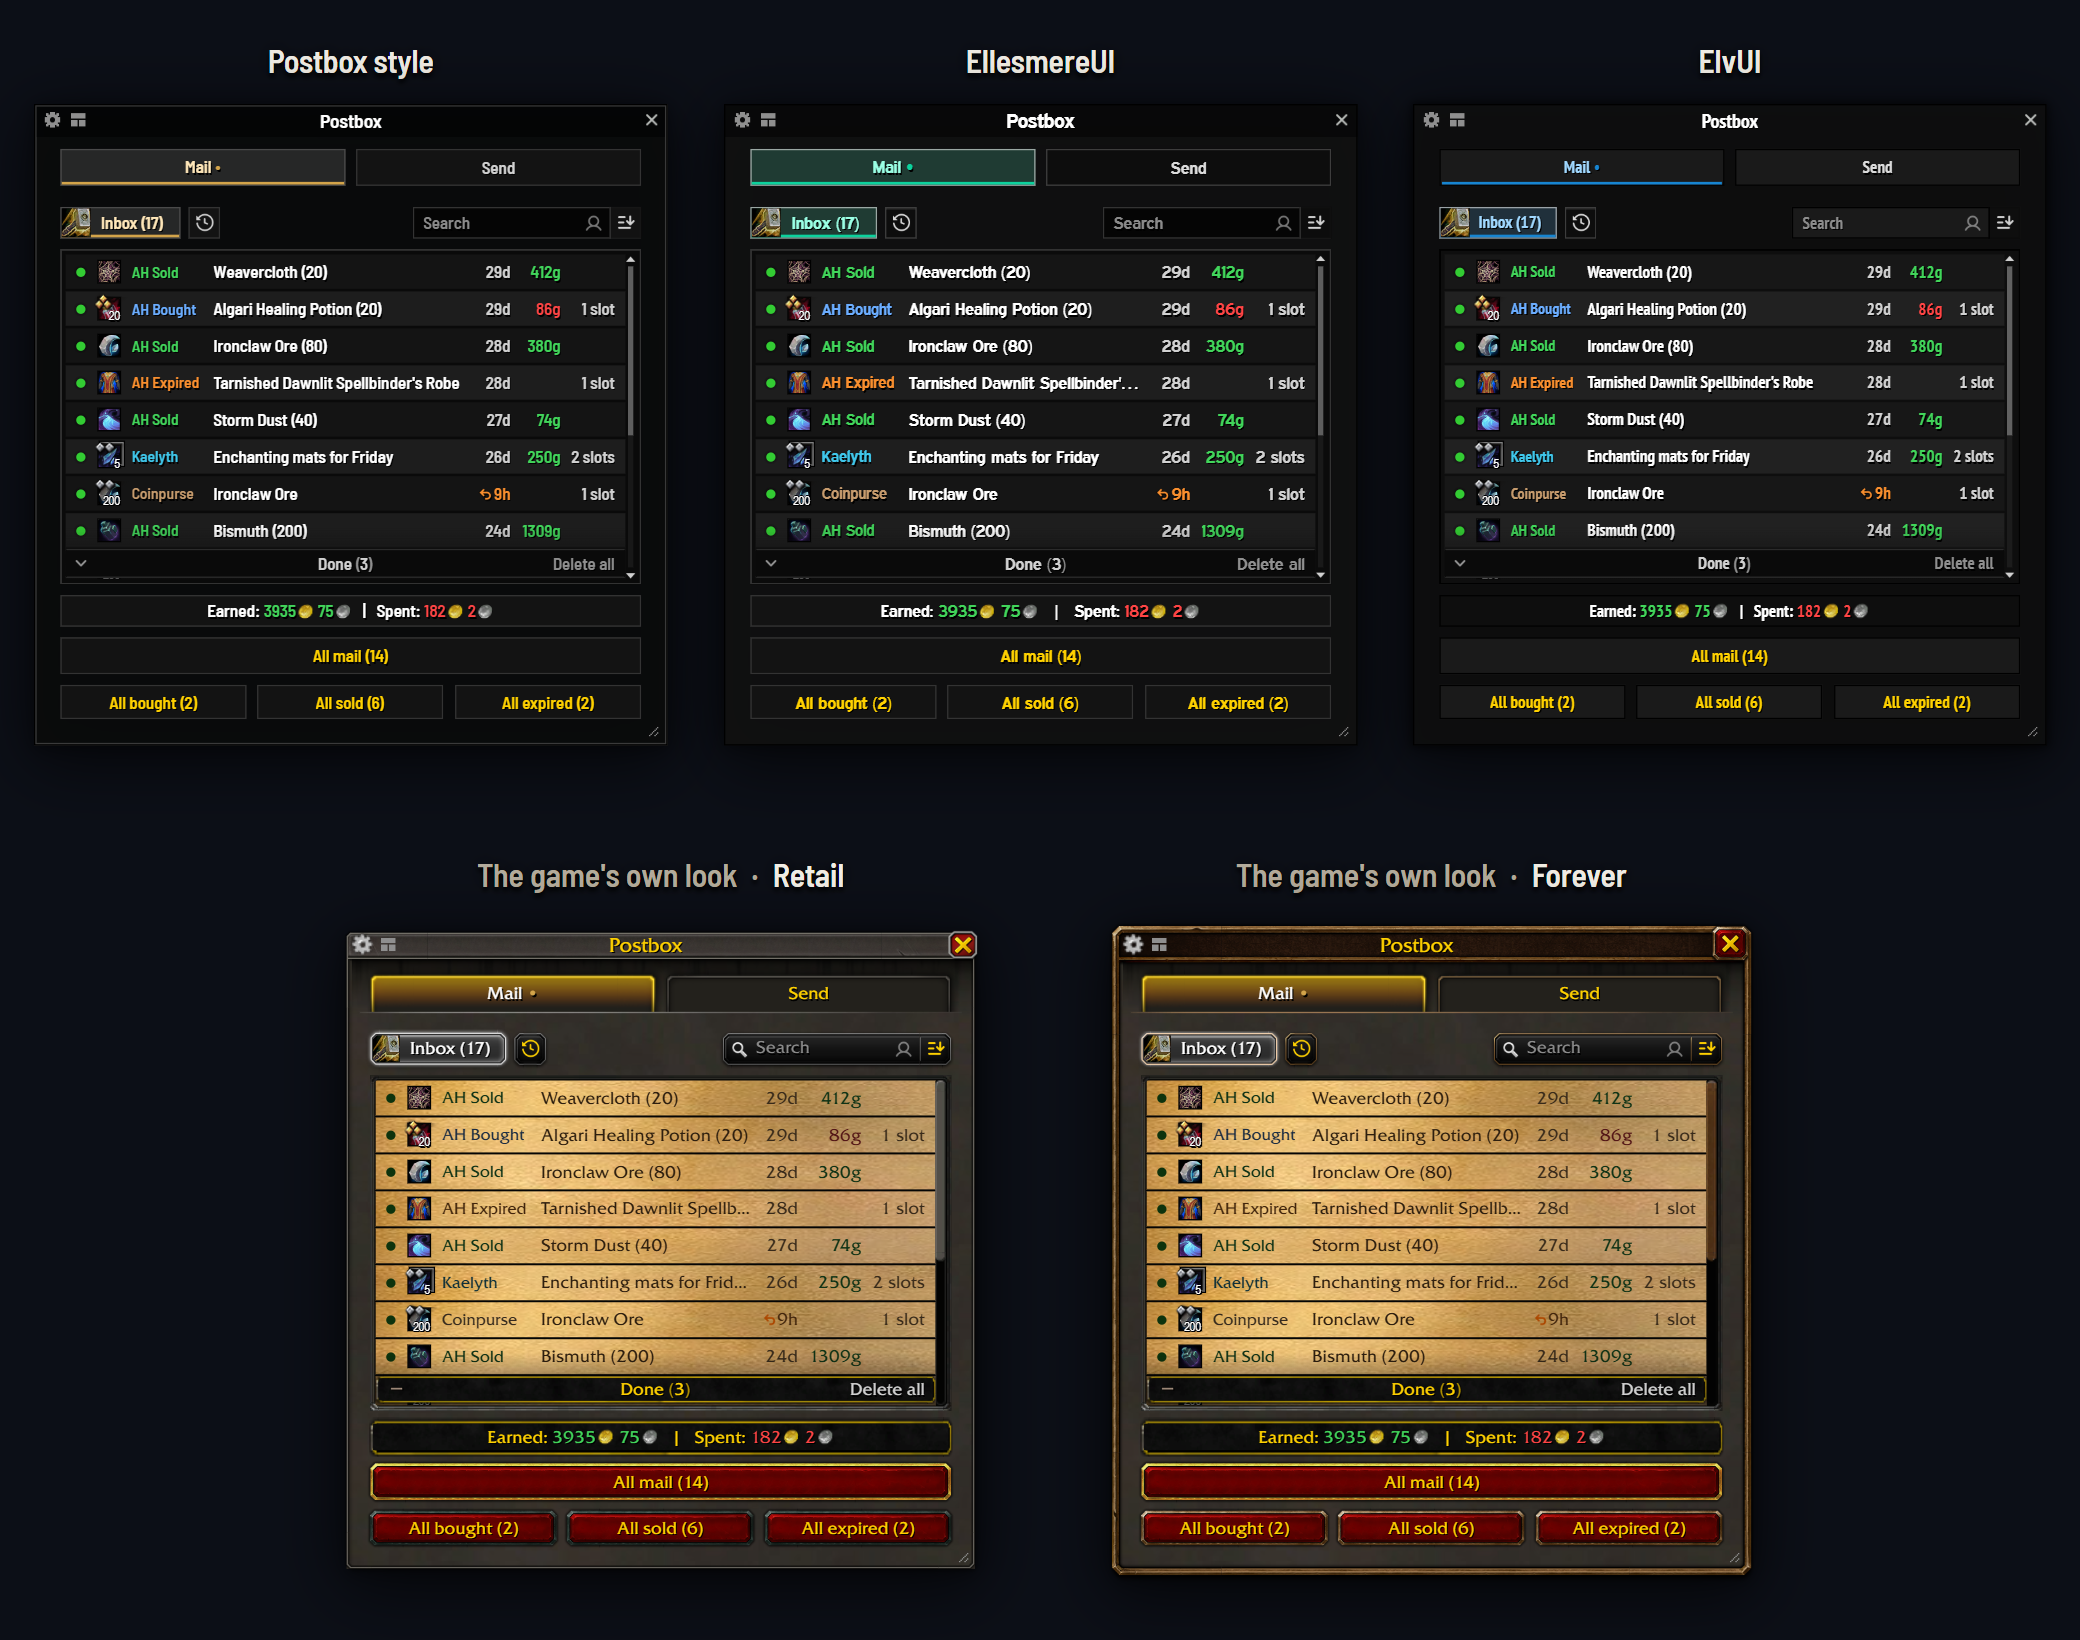 Postbox style
Postbox
Mail •
Send
Inbox (17)
Search
AH Sold Weavercloth (20) 29d 412g
20 AH Bought Algari Healing Potion (20) 29d 86g 1 slot
AH Sold Ironclaw Ore (80) 28d 380g
AH Expired Tarnished Dawnlit Spellbinder's Robe 28d 1 slot
AH Sold Storm Dust (40) 27d 74g
5 Kaelyth Enchanting mats for Friday 26d 250g 2 slots
200 Coinpurse Ironclaw Ore 9h 1 slot
AH Sold Bismuth (200) 24d 1309g
Done (3) Delete all
Earned: 3935 75 | Spent: 182 2
All mail (14)
All bought (2) All sold (6) All expired (2)
EllesmereUI
Postbox
Mail •
Send
Inbox (17)
Search
AH Sold Weavercloth (20) 29d 412g
20 AH Bought Algari Healing Potion (20) 29d 86g 1 slot
AH Sold Ironclaw Ore (80) 28d 380g
AH Expired Tarnished Dawnlit Spellbinder'... 28d 1 slot
AH Sold Storm Dust (40) 27d 74g
5 Kaelyth Enchanting mats for Friday 26d 250g 2 slots
200 Coinpurse Ironclaw Ore 9h 1 slot
AH Sold Bismuth (200) 24d 1309g
Done (3) Delete all
Earned: 3935 75 | Spent: 182 2
All mail (14)
All bought (2) All sold (6) All expired (2)
ElvUI
Postbox
Mail •
Send
Inbox (17)
Search
AH Sold Weavercloth (20) 29d 412g
20 AH Bought Algari Healing Potion (20) 29d 86g 1 slot
AH Sold Ironclaw Ore (80) 28d 380g
AH Expired Tarnished Dawnlit Spellbinder's Robe 28d 1 slot
AH Sold Storm Dust (40) 27d 74g
5 Kaelyth Enchanting mats for Friday 26d 250g 2 slots
200 Coinpurse Ironclaw Ore 9h 1 slot
AH Sold Bismuth (200) 24d 1309g
Done (3) Delete all
Earned: 3935 75 | Spent: 182 2
All mail (14)
All bought (2) All sold (6) All expired (2)
The game's own look · Retail
Postbox
Mail •
Send
Inbox (17)
Search
AH Sold Weavercloth (20) 29d 412g
20 AH Bought Algari Healing Potion (20) 29d 86g 1 slot
AH Sold Ironclaw Ore (80) 28d 380g
AH Expired Tarnished Dawnlit Spellb... 28d 1 slot
AH Sold Storm Dust (40) 27d 74g
5 Kaelyth Enchanting mats for Frid... 26d 250g 2 slots
200 Coinpurse Ironclaw Ore 9h 1 slot
AH Sold Bismuth (200) 24d 1309g
Done (3) Delete all
Earned: 3935 75 | Spent: 182 2
All mail (14)
All bought (2) All sold (6) All expired (2)
The game's own look · Forever
Postbox
Mail •
Send
Inbox (17)
Search
AH Sold Weavercloth (20) 29d 412g
20 AH Bought Algari Healing Potion (20) 29d 86g 1 slot
AH Sold Ironclaw Ore (80) 28d 380g
AH Expired Tarnished Dawnlit Spellb... 28d 1 slot
AH Sold Storm Dust (40) 27d 74g
5 Kaelyth Enchanting mats for Frid... 26d 250g 2 slots
200 Coinpurse Ironclaw Ore 9h 1 slot
AH Sold Bismuth (200) 24d 1309g
Done (3) Delete all
Earned: 3935 75 | Spent: 182 2
All mail (14)
All bought (2) All sold (6) All expired (2)